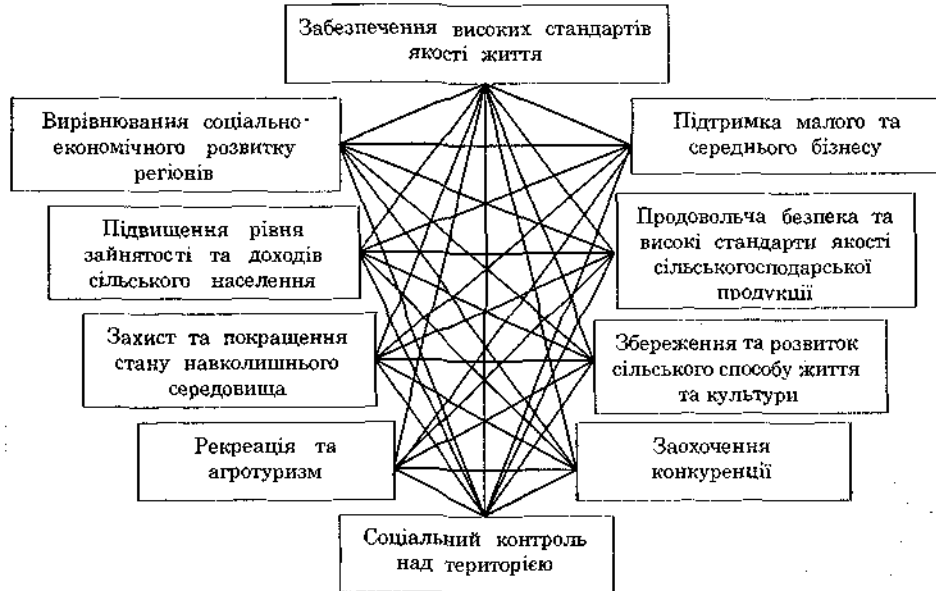 Забезпечення високих стандартів
якості життя
Вирівнювання соціально-
економічного розвитку
регіонів
Підтримка малого та
середнього бізнесу
Підвищення рівня
зайнятості та доходів
сільського населення
Продовольча безпека та
високі стандарти якості
сільськогосподарської
продукції
Захист та покращення
стану навколишнього
середовища
Збереження та розвиток
сільського способу життя
та культури
Рекреація та
агротуризм
Заохочення
конкуренції
Соціальний контроль
над територією